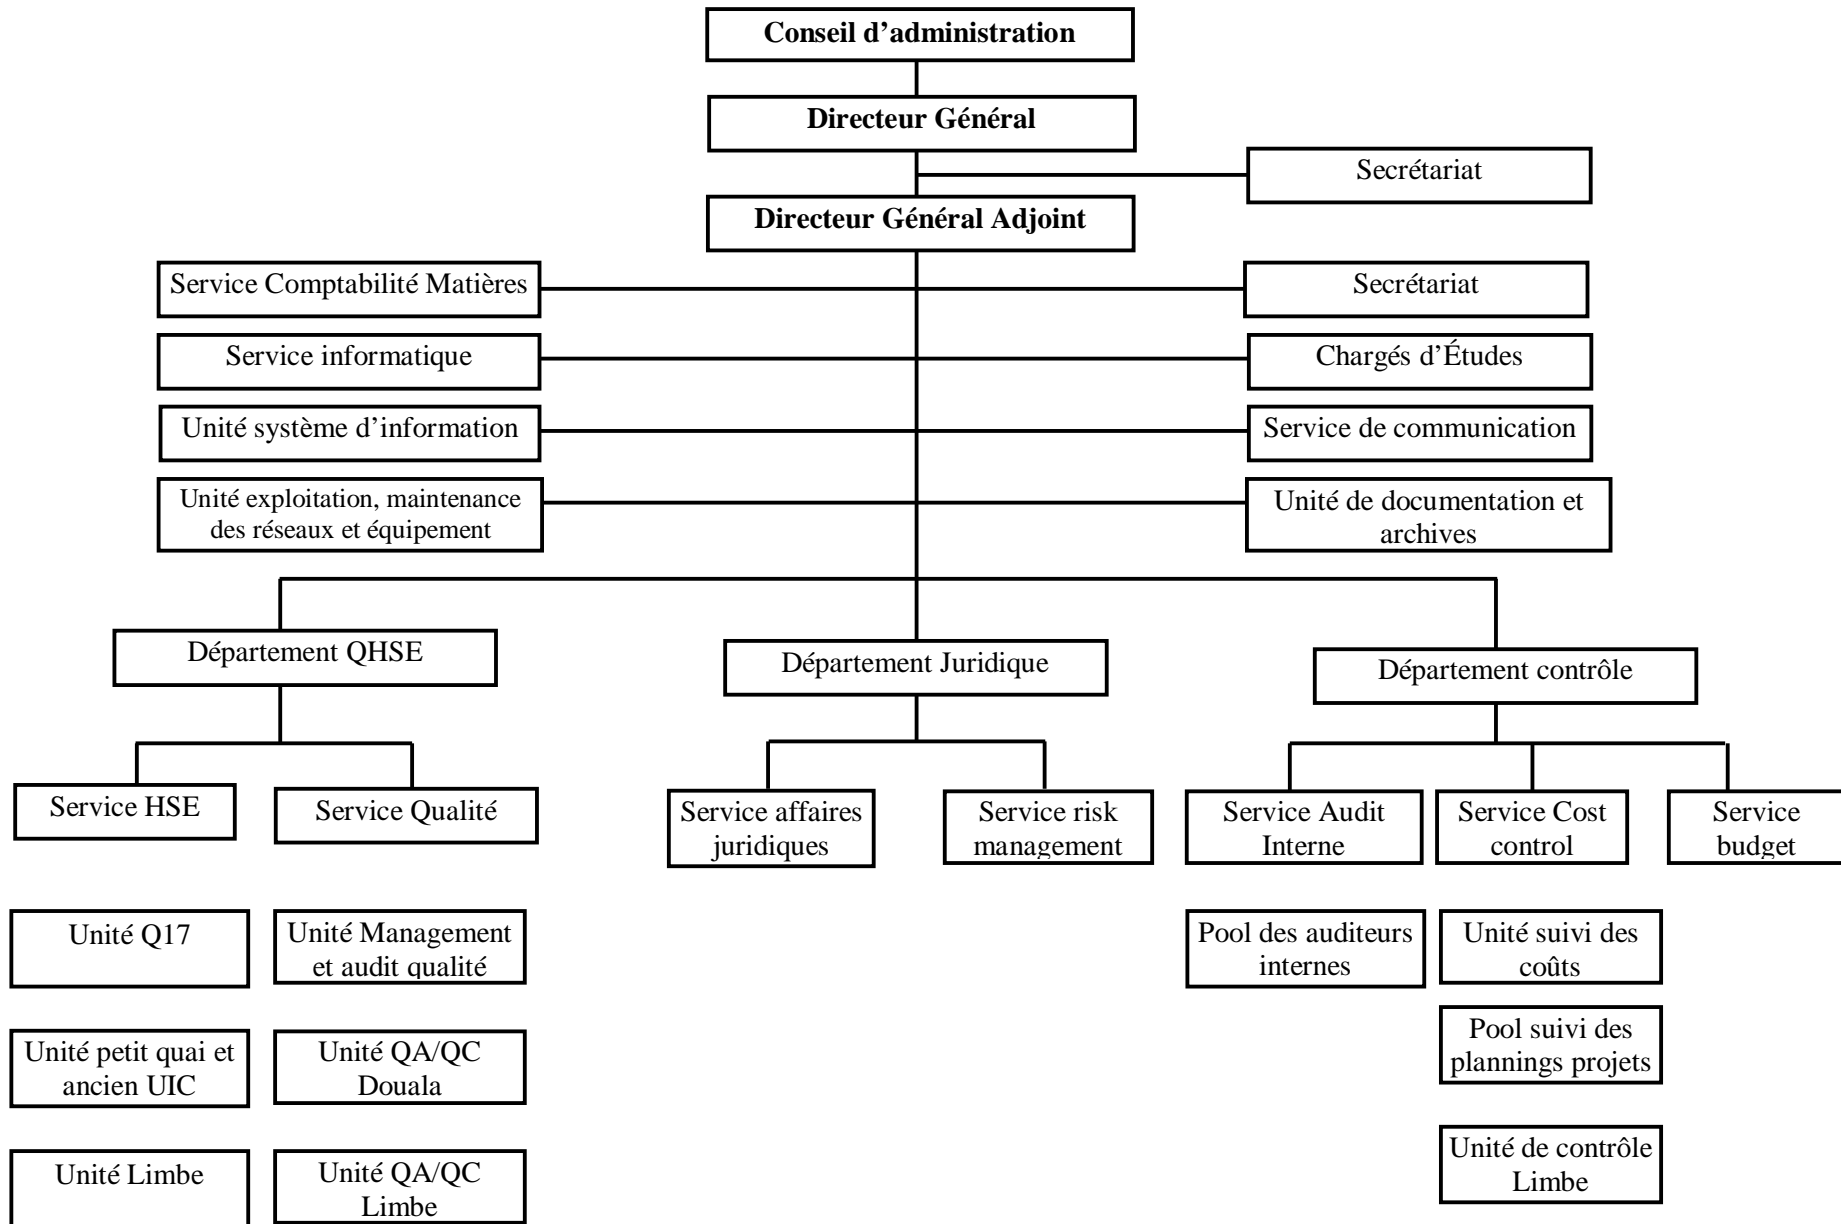 Conseil d’administration
Directeur Général
Secrétariat
Directeur Général Adjoint
Service Comptabilité Matières
Secrétariat
Service informatique
Chargés d’Études
Unité système d’information
Service de communication
Unité exploitation, maintenance
des réseaux et équipement
Unité de documentation et
archives
Département QHSE
Département Juridique
Département contrôle
Service HSE
Service Qualité
Service affaires
juridiques
Service risk
management
Service Audit
Interne
Service Cost
control
Service
budget
Unité Q17
Unité Management
et audit qualité
Pool des auditeurs
internes
Unité suivi des
coûts
Pool suivi des
plannings projets
Unité petit quai et
ancien UIC
Unité QA/QC
Douala
Unité Limbe
Unité QA/QC
Limbe
Unité de contrôle
Limbe